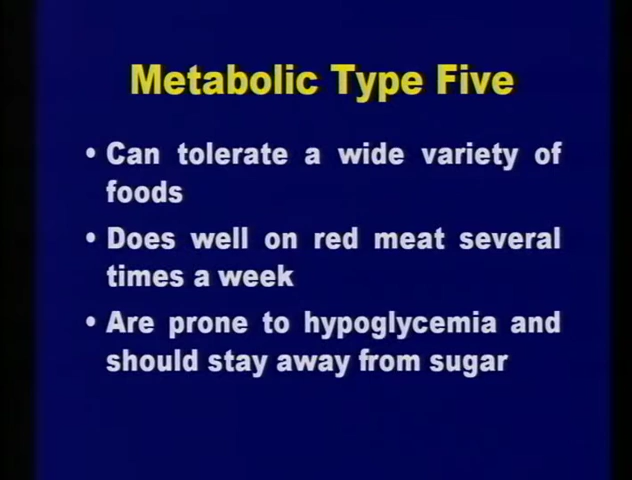 Metabolic Type Five
• Can tolerate a wide variety of
foods
• Does well on red meat several
times a week
• Are prone to hypoglycemia and
should stay away from sugar